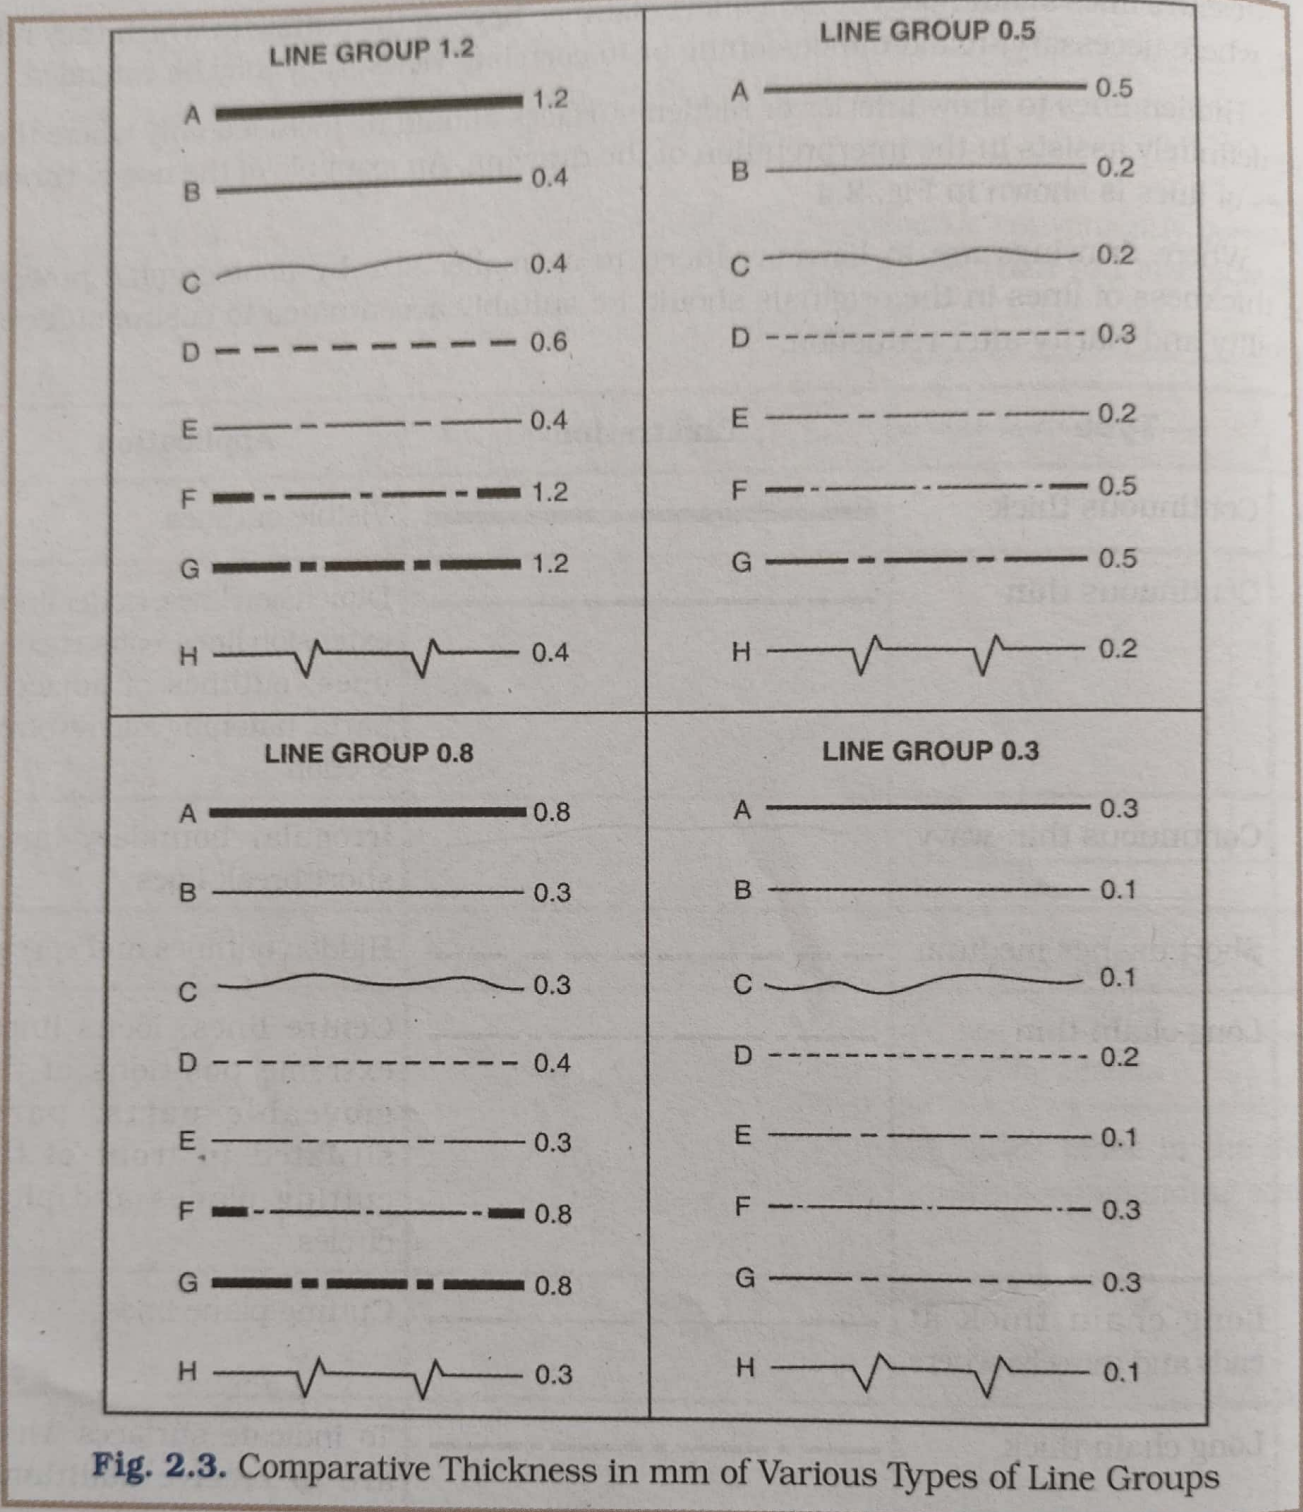 LINE GROUP 1.2
A 1.2
B 0.4
C 0.4
D 0.6
E 0.4
F 1.2
G 1.2
H 0.4
LINE GROUP 0.5
A 0.5
B 0.2
C 0.2
D 0.3
E 0.2
F 0.5
G 0.5
H 0.2
LINE GROUP 0.8
A 0.8
B 0.3
C 0.3
D 0.4
E 0.3
F 0.8
G 0.8
H 0.3
LINE GROUP 0.3
A 0.3
B 0.1
C 0.1
D 0.2
E 0.1
F 0.3
G 0.3
H 0.1
Fig. 2.3. Comparative Thickness in mm of Various Types of Line Groups